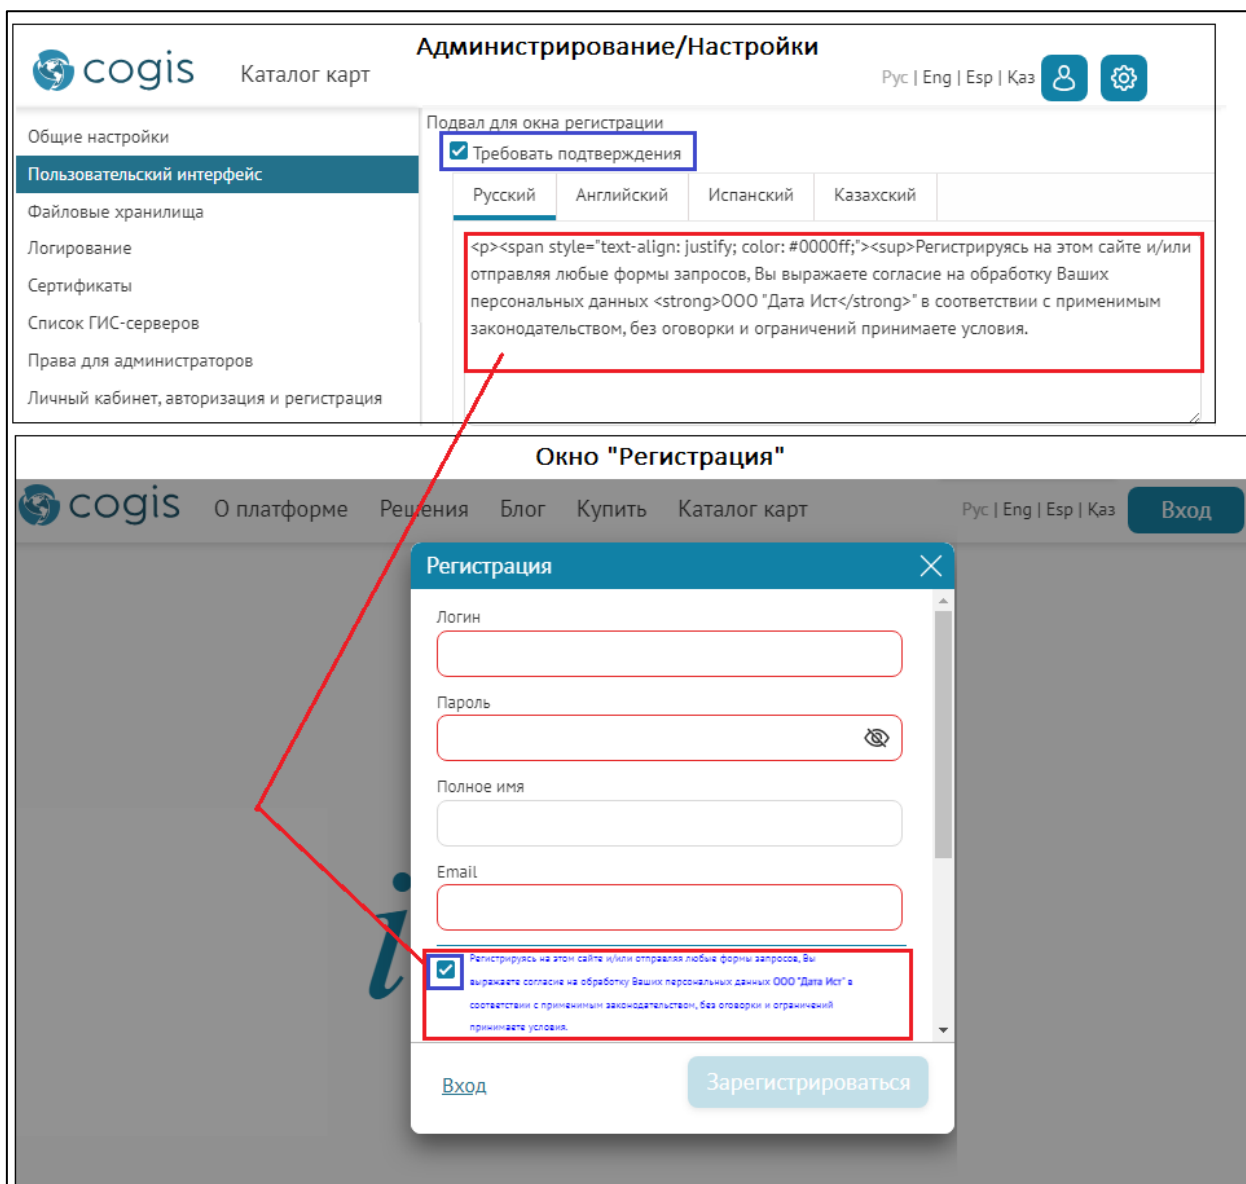 Администрирование/Настройки
cogis
Каталог карт
Рус | Eng | Esp | Қаз
Общие настройки
Пользовательский интерфейс
Файловые хранилища
Логирование
Сертификаты
Список ГИС-серверов
Права для администраторов
Личный кабинет, авторизация и регистрация
Подвал для окна регистрации
Требовать подтверждения
Русский Английский Испанский Казахский
<p><span style="text-align: justify; color: #0000ff;"><sup>Регистрируясь на этом сайте и/или
отправляя любые формы запросов, Вы выражаете согласие на обработку Ваших
персональных данных <strong>ООО "Дата Ист</strong>" в соответствии с применимым
законодательством, без оговорки и ограничений принимаете условия.
Окно "Регистрация"
cogis О платформе Решения Блог Купить Каталог карт Рус | Eng | Esp | Қаз Вход
i
Регистрация
Логин
Пароль
Полное имя
Email
Регистрируясь на этом сайте и/или отправляя любые формы запросов, Вы
выражаете согласие на обработку Ваших персональных данных ООО "Дата Ист" в
соответствии с применимым законодательством, без оговорки и ограничений
принимаете условия.
Вход
Зарегистрироваться